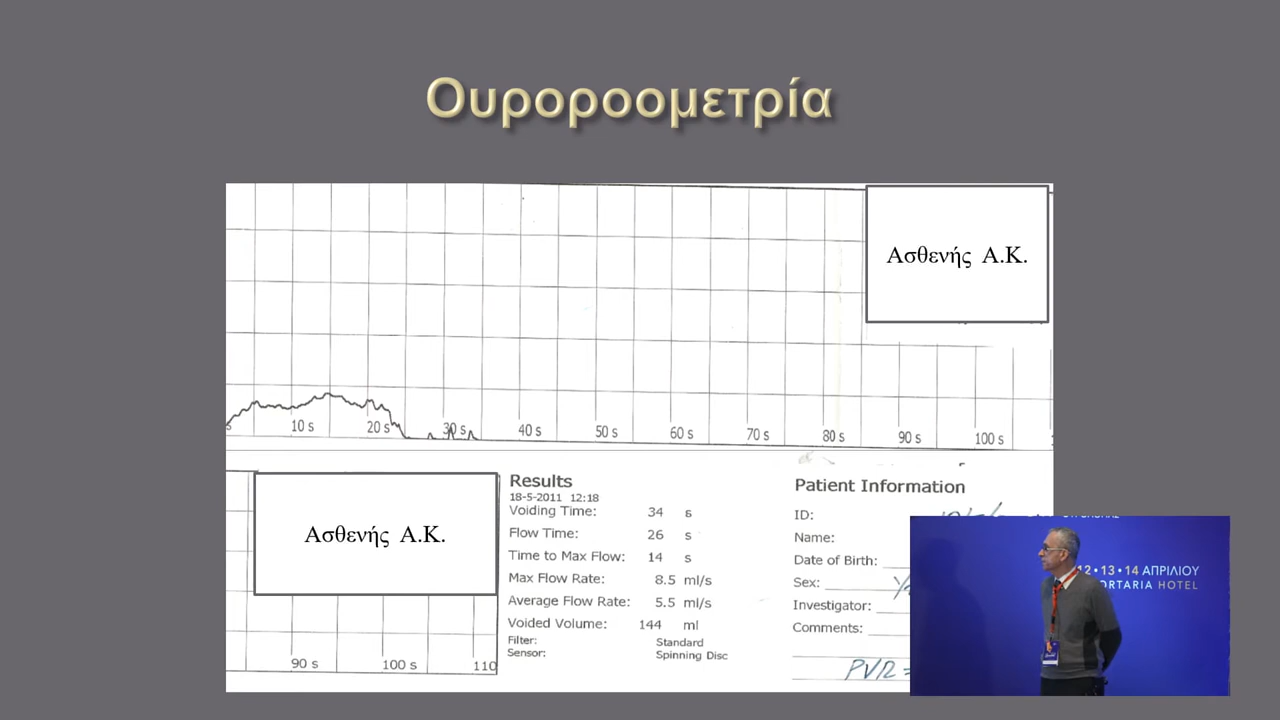 Ουροροομετρία
Ασθενής Α.Κ.
10 s 20 s 30 s 40 s 50 s 60 s 70 s 80 s 90 s 100 s
Ασθενής Α.Κ.
90 s 100 s 110
Results
18-5-2011 12:18
Voiding Time: 34 s
Flow Time: 26 s
Time to Max Flow: 14 s
Max Flow Rate: 8.5 ml/s
Average Flow Rate: 5.5 ml/s
Voided Volume: 144 ml
Filter: Standard
Sensor: Spinning Disc
Patient Information
ID:
Name:
Date of Birth:
Sex:
Investigator:
Comments:
PVR =
12•13•14 ΑΠΡΙΛΙΟΥ
PORTARIA HOTEL